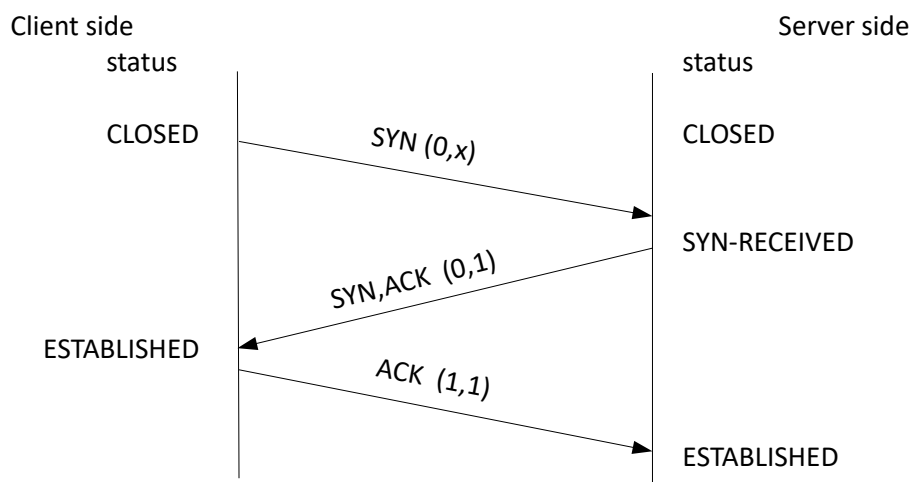 Client side
Server side
status
status
CLOSED
SYN (0,x)
CLOSED
SYN-RECEIVED
SYN,ACK  (0,1)
ESTABLISHED
ACK  (1,1)
ESTABLISHED